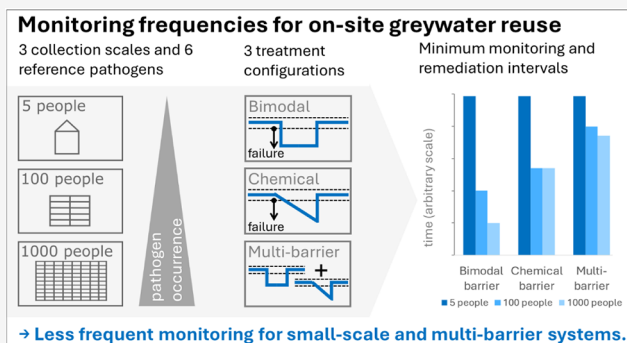 Monitoring frequencies for on-site greywater reuse
3 collection scales and 6
reference pathogens
3 treatment
configurations
Minimum monitoring and
remediation intervals
5 people
100 people
1000 people
pathogen
occurrence
Bimodal
failure
Chemical
failure
Multi-barrier
+
time (arbitrary scale)
Bimodal
barrier
Chemical
barrier
Multi-
barrier
5 people 100 people 1000 people
→ Less frequent monitoring for small-scale and multi-barrier systems.